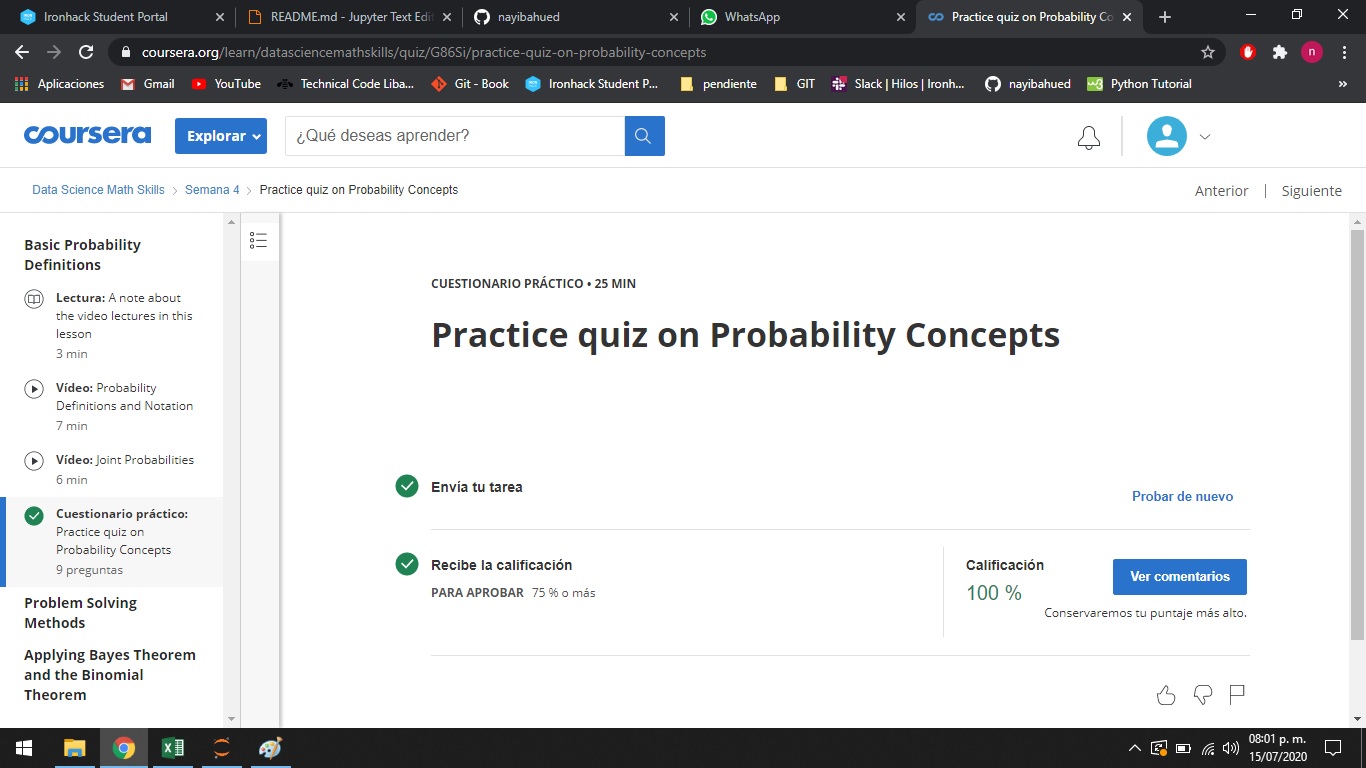 Ironhack Student Portal
README.md - Jupyter Text Edit
nayibahued
WhatsApp
Practice quiz on Probability Co
coursera.org/learn/datasciencemathskills/quiz/G86Si/practice-quiz-on-probability-concepts
n
Aplicaciones
Gmail
YouTube
Technical Code Liba...
Git - Book
Ironhack Student P...
pendiente
GIT
Slack | Hilos | Ironh...
nayibahued
Python Tutorial
»
coursera
Explorar
¿Qué deseas aprender?
Data Science Math Skills > Semana 4 > Practice quiz on Probability Concepts
Anterior | Siguiente
Basic Probability
Definitions
Lectura: A note about
the video lectures in this
lesson
3 min
Vídeo: Probability
Definitions and Notation
7 min
Vídeo: Joint Probabilities
6 min
Cuestionario práctico:
Practice quiz on
Probability Concepts
9 preguntas
Problem Solving
Methods
Applying Bayes Theorem
and the Binomial
Theorem
CUESTIONARIO PRÁCTICO • 25 MIN
Practice quiz on Probability Concepts
Envía tu tarea
Probar de nuevo
Recibe la calificación
PARA APROBAR 75 % o más
Calificación
100 %
Ver comentarios
Conservaremos tu puntaje más alto.
08:01 p. m.
15/07/2020